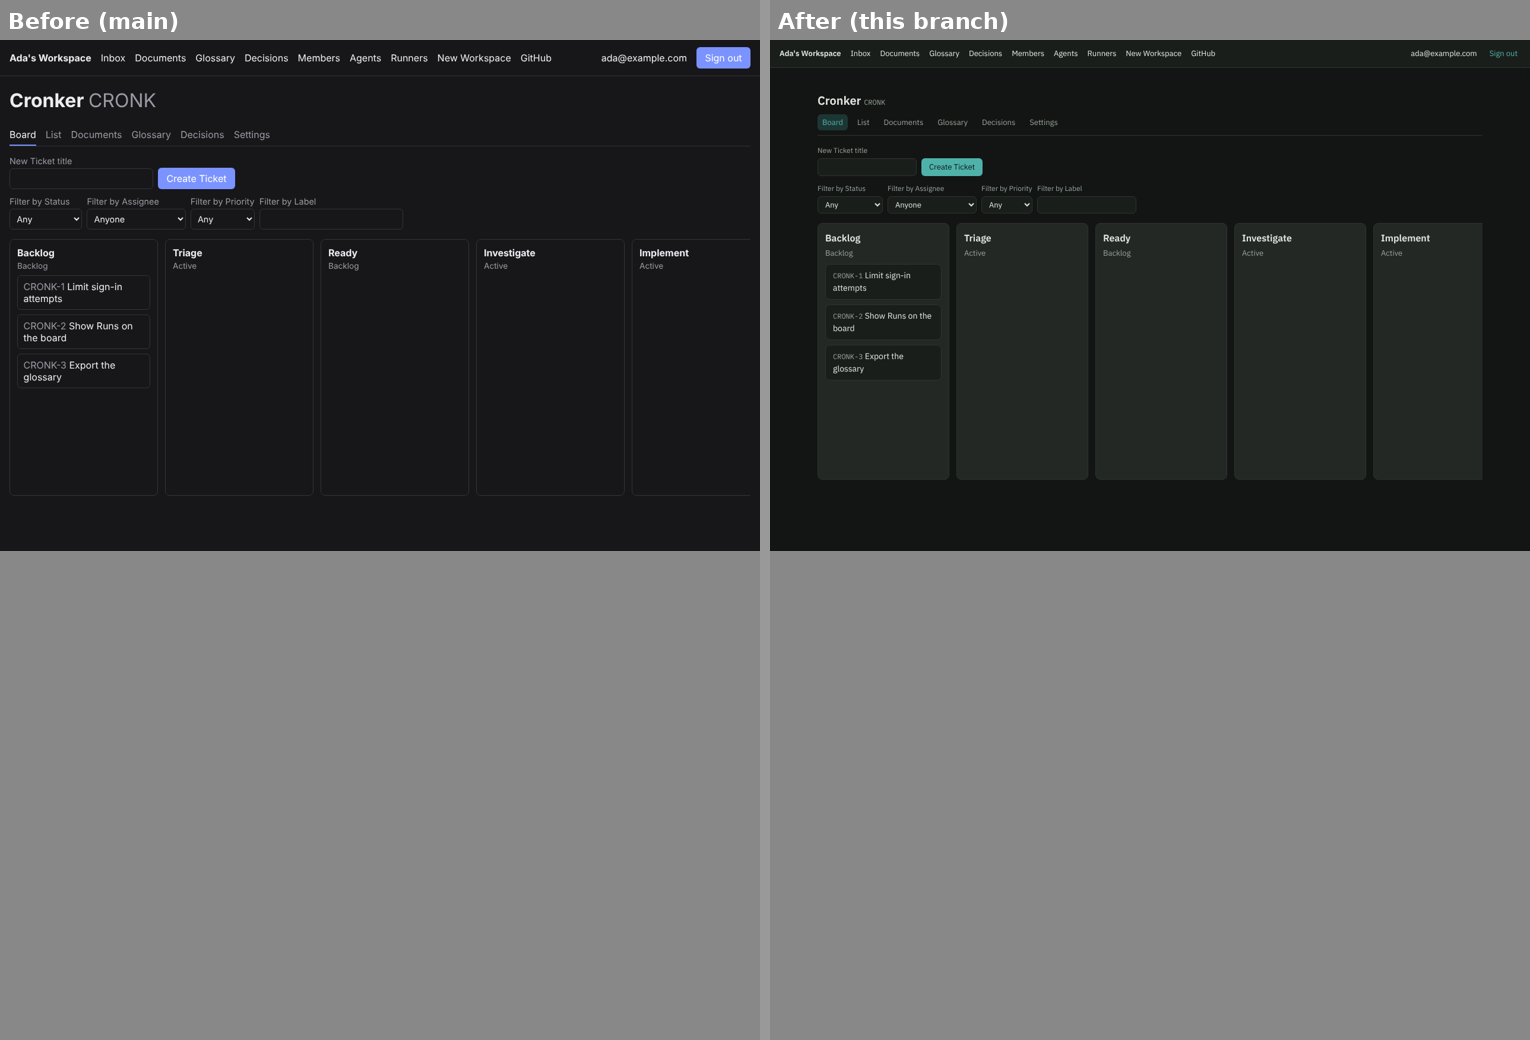 Before (main)
Ada's Workspace Inbox Documents Glossary Decisions Members Agents Runners New Workspace GitHub ada@example.com Sign out
Cronker CRONK
Board List Documents Glossary Decisions Settings
New Ticket title
Create Ticket
Filter by Status Filter by Assignee Filter by Priority Filter by Label
Any Anyone Any
Backlog Triage Ready Investigate Implement
Backlog Active Backlog Active Active
CRONK-1 Limit sign-in
attempts
CRONK-2 Show Runs on
the board
CRONK-3 Export the
glossary
After (this branch)
Ada's Workspace Inbox Documents Glossary Decisions Members Agents Runners New Workspace GitHub ada@example.com Sign out
Cronker CRONK
Board List Documents Glossary Decisions Settings
New Ticket title
Create Ticket
Filter by Status Filter by Assignee Filter by Priority Filter by Label
Any Anyone Any
Backlog Triage Ready Investigate Implement
Backlog Active Backlog Active Active
CRONK-1 Limit sign-in
attempts
CRONK-2 Show Runs on the
board
CRONK-3 Export the
glossary